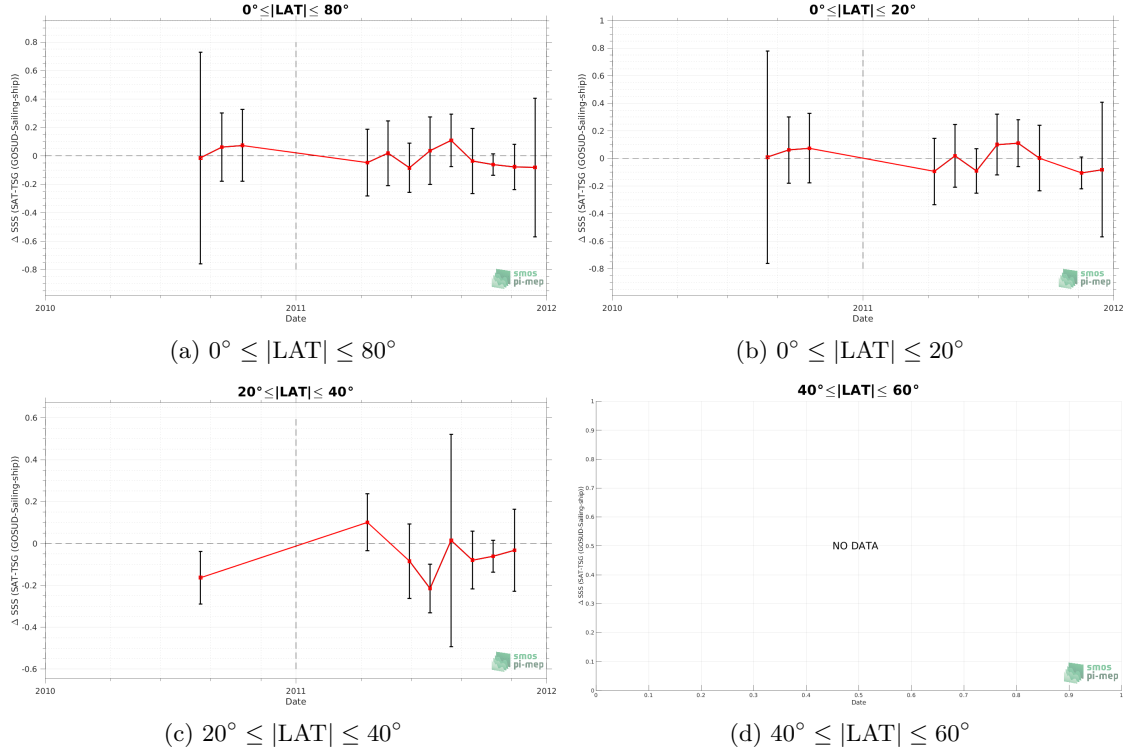 0°≤|LAT|≤ 80°
Δ SSS (SAT-TSG (GOSUD-Sailing-ship))
0.8
0.6
0.4
0.2
0
-0.2
-0.4
-0.6
-0.8
2010
2011
2012
Date
smos
pi-mep
(a) 0° ≤ |LAT| ≤ 80°
0°≤|LAT|≤ 20°
Δ SSS (SAT-TSG (GOSUD-Sailing-ship))
1
0.8
0.6
0.4
0.2
0
-0.2
-0.4
-0.6
-0.8
2010
2011
2012
Date
smos
pi-mep
(b) 0° ≤ |LAT| ≤ 20°
20°≤|LAT|≤ 40°
Δ SSS (SAT-TSG (GOSUD-Sailing-ship))
0.6
0.4
0.2
0
-0.2
-0.4
-0.6
2010
2011
2012
Date
smos
pi-mep
(c) 20° ≤ |LAT| ≤ 40°
40°≤|LAT|≤ 60°
Δ SSS (SAT-TSG (GOSUD-Sailing-ship))
1
0.9
0.8
0.7
0.6
0.5
0.4
0.3
0.2
0.1
0
NO DATA
0
0.1
0.2
0.3
0.4
0.5
0.6
0.7
0.8
0.9
1
Date
smos
pi-mep
(d) 40° ≤ |LAT| ≤ 60°